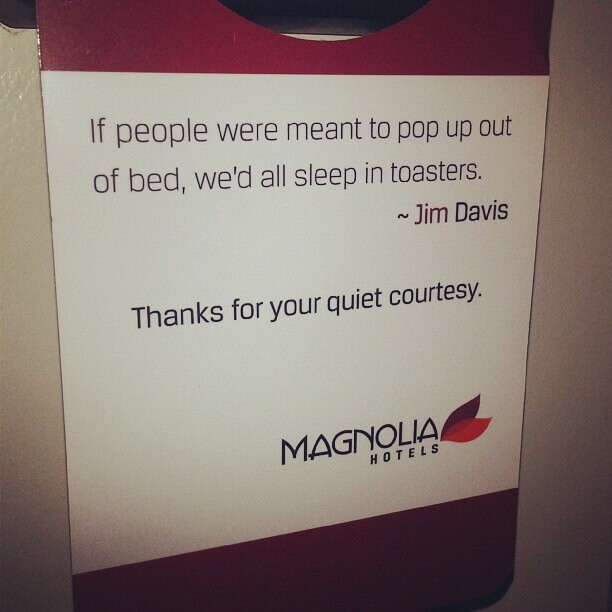 If people were meant to pop up out
of bed, we'd all sleep in toasters.
~ Jim Davis
Thanks for your quiet courtesy.
MAGNOLIA
HOTELS